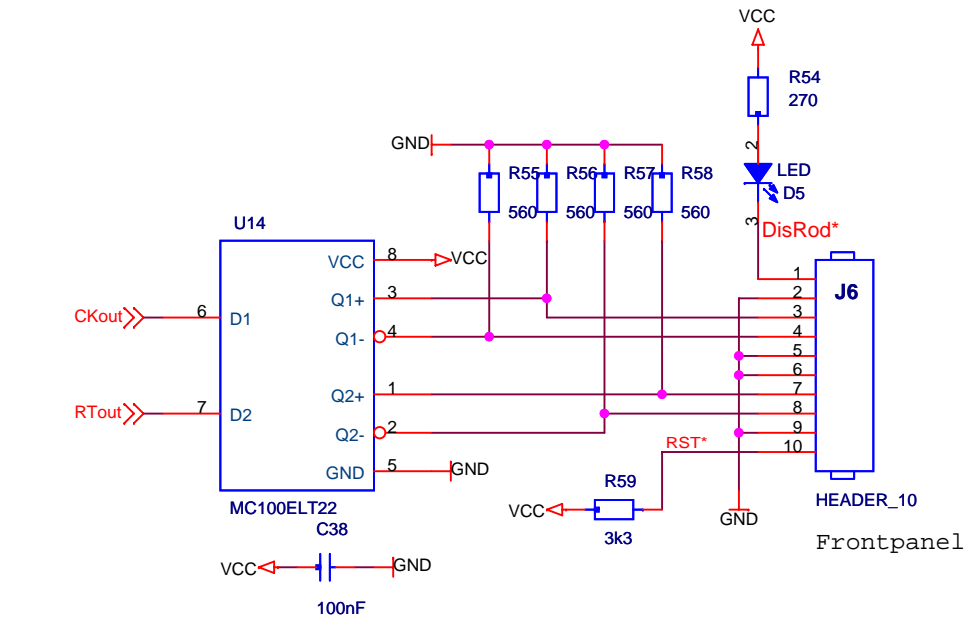 VCC
R54
270
2
LED
D5
3
DisRod*
GND
R55
R56
R57
R58
560
560
560
560
U14
VCC
8
VCC
Q1+
3
CKout
6
D1
Q1-
4
Q2+
1
RTout
7
D2
Q2-
2
GND
5
GND
MC100ELT22
J6
1
2
3
4
5
6
7
8
9
10
RST*
HEADER_10
Frontpanel
GND
R59
VCC
3k3
C38
VCC
GND
100nF